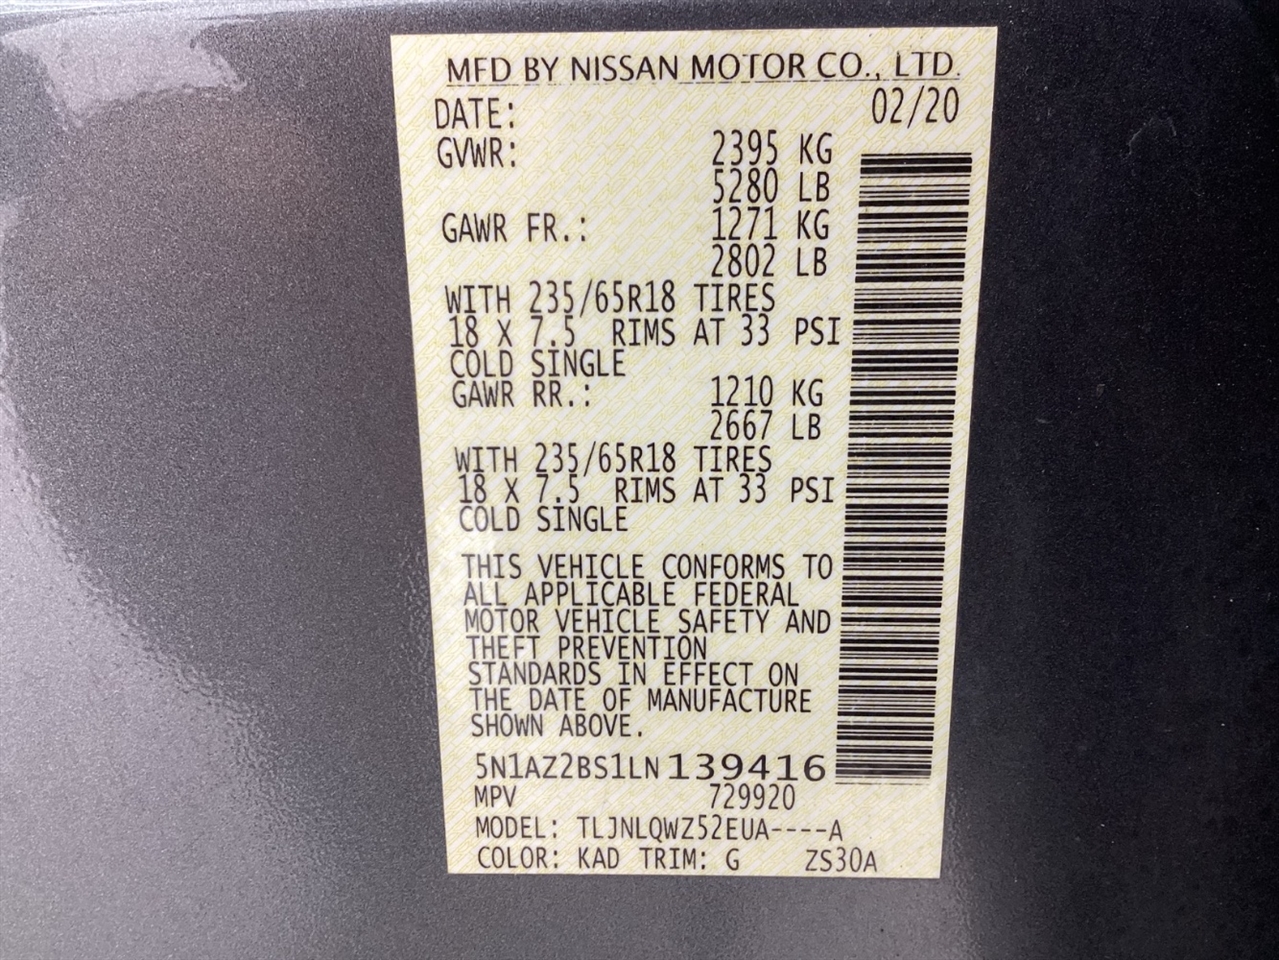 MFD BY NISSAN MOTOR CO., LTD.
DATE: 02/20
GVWR: 2395 KG
5280 LB
GAWR FR.: 1271 KG
2802 LB
WITH 235/65R18 TIRES
18 X 7.5 RIMS AT 33 PSI
COLD SINGLE
GAWR RR.: 1210 KG
2667 LB
WITH 235/65R18 TIRES
18 X 7.5 RIMS AT 33 PSI
COLD SINGLE
THIS VEHICLE CONFORMS TO
ALL APPLICABLE FEDERAL
MOTOR VEHICLE SAFETY AND
THEFT PREVENTION
STANDARDS IN EFFECT ON
THE DATE OF MANUFACTURE
SHOWN ABOVE.
5N1AZ2BS1LN139416
MPV 729920
MODEL: TLJNLQWZ52EUA----A
COLOR: KAD TRIM: G ZS30A